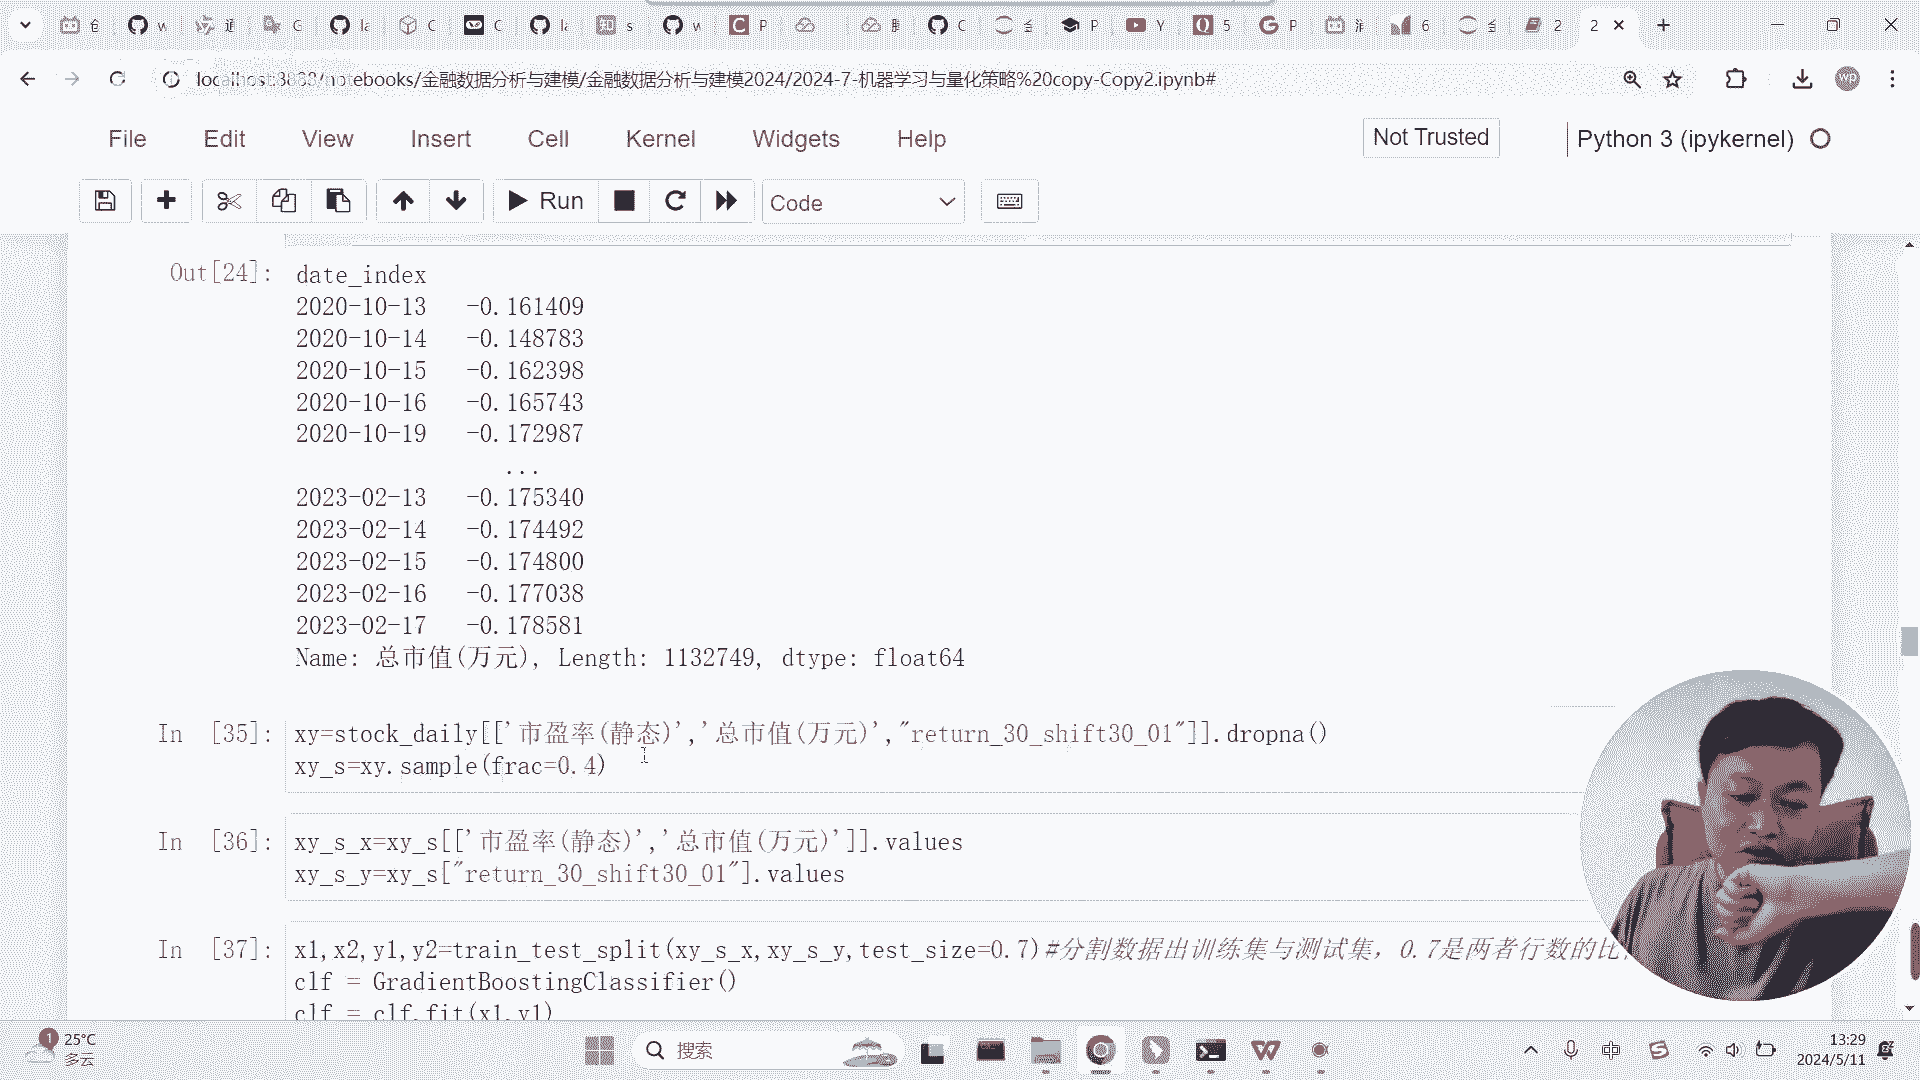 localhost:8888/notebooks/金融数据分析与建模/金融数据分析与建模2024/2024-7-机器学习与量化策略%20copy-Copy2.ipynb#
wp
File Edit View Insert Cell Kernel Widgets Help
Not Trusted
Python 3 (ipykernel)
Run
Code
Out[24]:
date_index
2020-10-13 -0.161409
2020-10-14 -0.148783
2020-10-15 -0.162398
2020-10-16 -0.165743
2020-10-19 -0.172987
...
2023-02-13 -0.175340
2023-02-14 -0.174492
2023-02-15 -0.174800
2023-02-16 -0.177038
2023-02-17 -0.178581
Name: 总市值(万元), Length: 1132749, dtype: float64
In [35]: xy=stock_daily[['市盈率(静态)','总市值(万元)',"return_30_shift30_01"]].dropna()
xy_s=xy.sample(frac=0.4)
In [36]: xy_s_x=xy_s[['市盈率(静态)','总市值(万元)']].values
xy_s_y=xy_s["return_30_shift30_01"].values
In [37]: x1,x2,y1,y2=train_test_split(xy_s_x,xy_s_y,test_size=0.7)#分割数据出训练集与测试集，0.7是两者行数的比
clf = GradientBoostingClassifier()
clf = clf.fit(x1,y1)
1
25°C
多云
搜索
中
13:29
2024/5/11